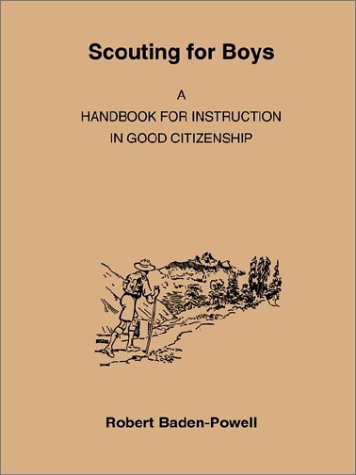 Scouting for Boys
A
HANDBOOK FOR INSTRUCTION
IN GOOD CITIZENSHIP
Robert Baden-Powell